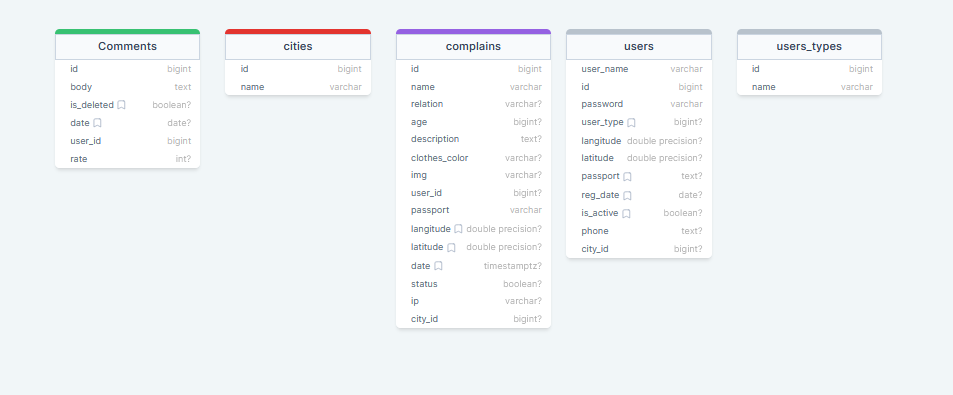 Comments
id bigint
body text
is_deleted boolean?
date date?
user_id bigint
rate int?
cities
id bigint
name varchar
complains
id bigint
name varchar
relation varchar?
age bigint?
description text?
clothes_color varchar?
img varchar?
user_id bigint?
passport varchar
langitude double precision?
latitude double precision?
date timestamptz?
status boolean?
ip varchar?
city_id bigint?
users
user_name varchar
id bigint
password varchar
user_type bigint?
langitude double precision?
latitude double precision?
passport text?
reg_date date?
is_active boolean?
phone text?
city_id bigint?
users_types
id bigint
name varchar